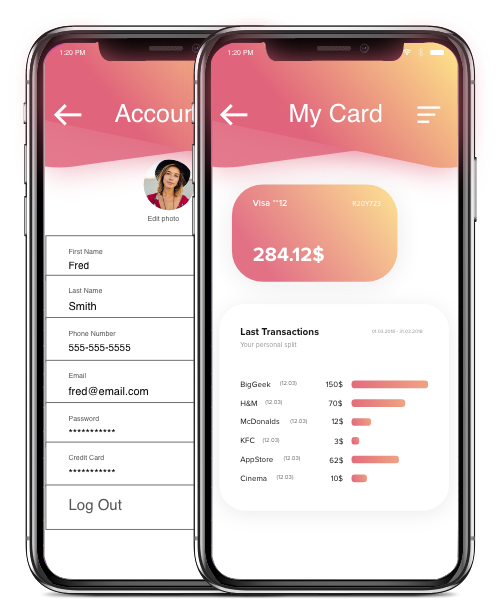 1:20 PM
Accoun
Edit photo
First Name
Fred
Last Name
Smith
Phone Number
555-555-5555
Email
fred@email.com
Password
***********
Credit Card
***********
Log Out
1:20 PM
My Card
Visa **12
R20Y723
284.12$
Last Transactions
01.03.2018 - 31.03.2018
Your personal split
BigGeek (12.03) 150$
H&M (12.03) 70$
McDonalds (12.03) 12$
KFC (12.03) 3$
AppStore (12.03) 62$
Cinema (12.03) 10$